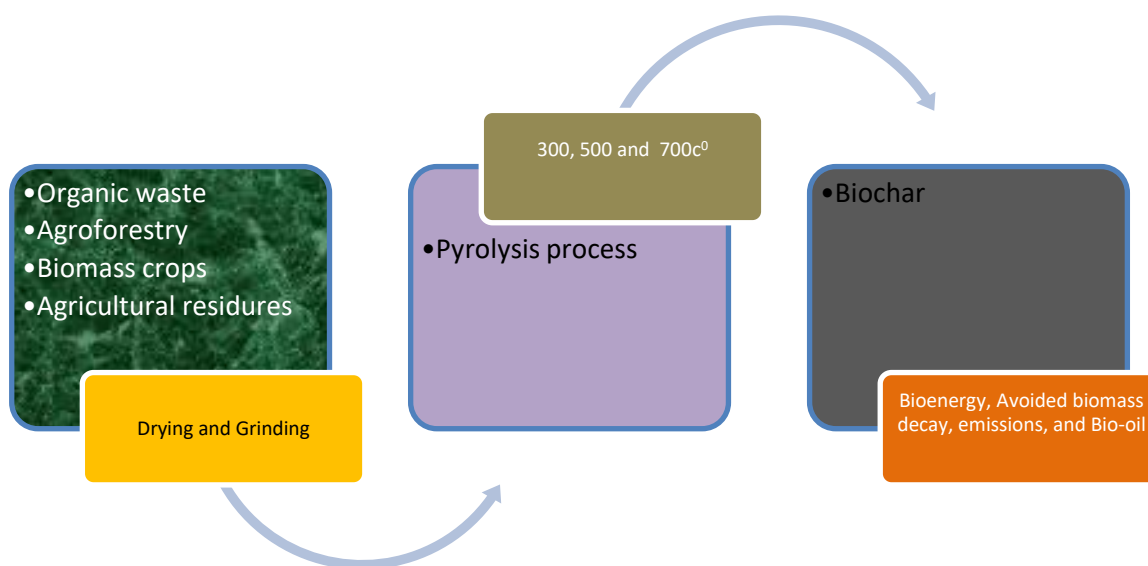 •Organic waste
•Agroforestry
•Biomass crops
•Agricultural residures
Drying and Grinding
300, 500 and 700c⁰
•Pyrolysis process
•Biochar
Bioenergy, Avoided biomass
decay, emissions, and Bio-oil